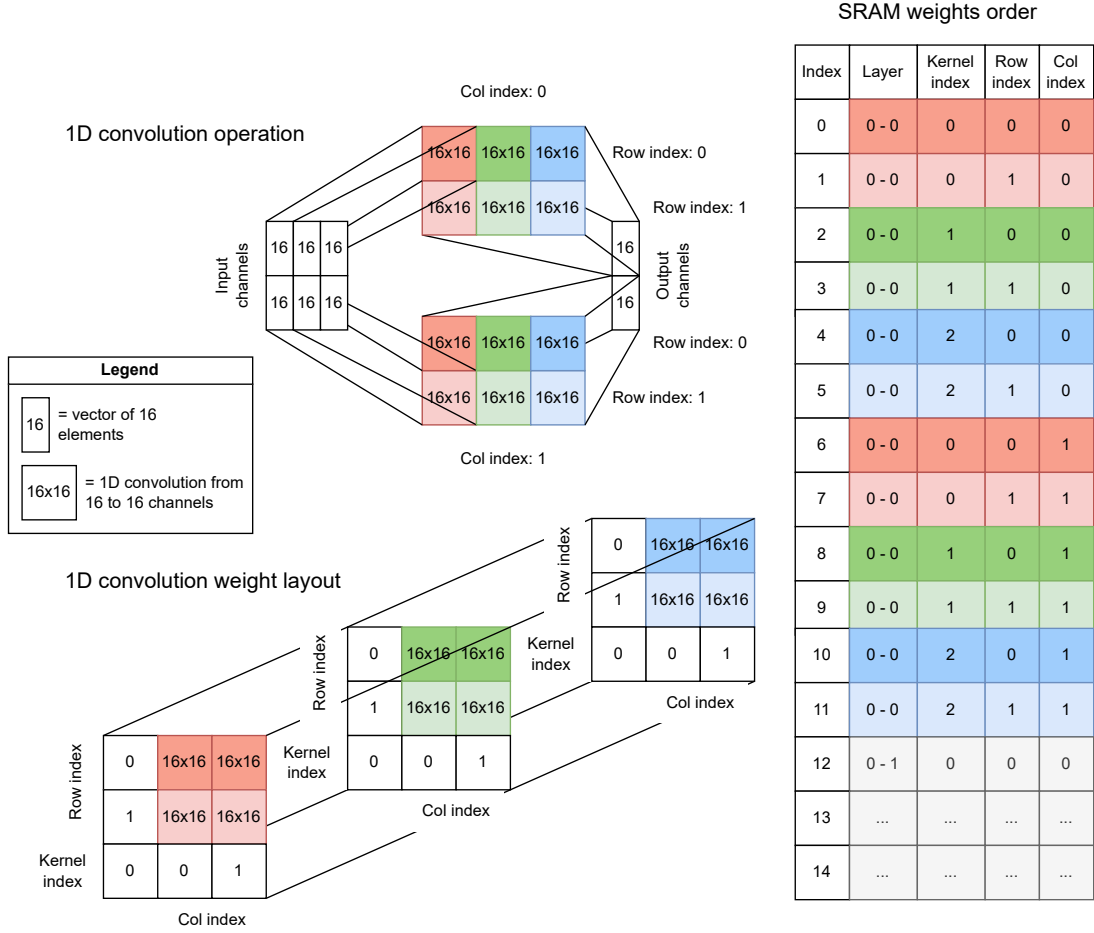 SRAM weights order
Index Layer Kernel index Row index Col index
0 0 - 0 0 0 0
1 0 - 0 0 1 0
2 0 - 0 1 0 0
3 0 - 0 1 1 0
4 0 - 0 2 0 0
5 0 - 0 2 1 0
6 0 - 0 0 0 1
7 0 - 0 0 1 1
8 0 - 0 1 0 1
9 0 - 0 1 1 1
10 0 - 0 2 0 1
11 0 - 0 2 1 1
12 0 - 1 0 0 0
13 ... ... ... ...
14 ... ... ... ...
1D convolution operation
Col index: 0
16x16 16x16 16x16
Row index: 0
16x16 16x16 16x16
Row index: 1
Input
channels
16 16 16
16 16 16
16
16
Output
channels
16x16 16x16 16x16
Row index: 0
16x16 16x16 16x16
Row index: 1
Col index: 1
Legend
16
= vector of 16
elements
16x16
= 1D convolution from
16 to 16 channels
1D convolution weight layout
Row index
0 16x16 16x16
1 16x16 16x16
Kernel
index
0 0 1
Col index
Row index
0 16x16 16x16
1 16x16 16x16
Kernel
index
0 0 1
Col index
Row index
0 16x16 16x16
1 16x16 16x16
Kernel
index
0 0 1
Col index